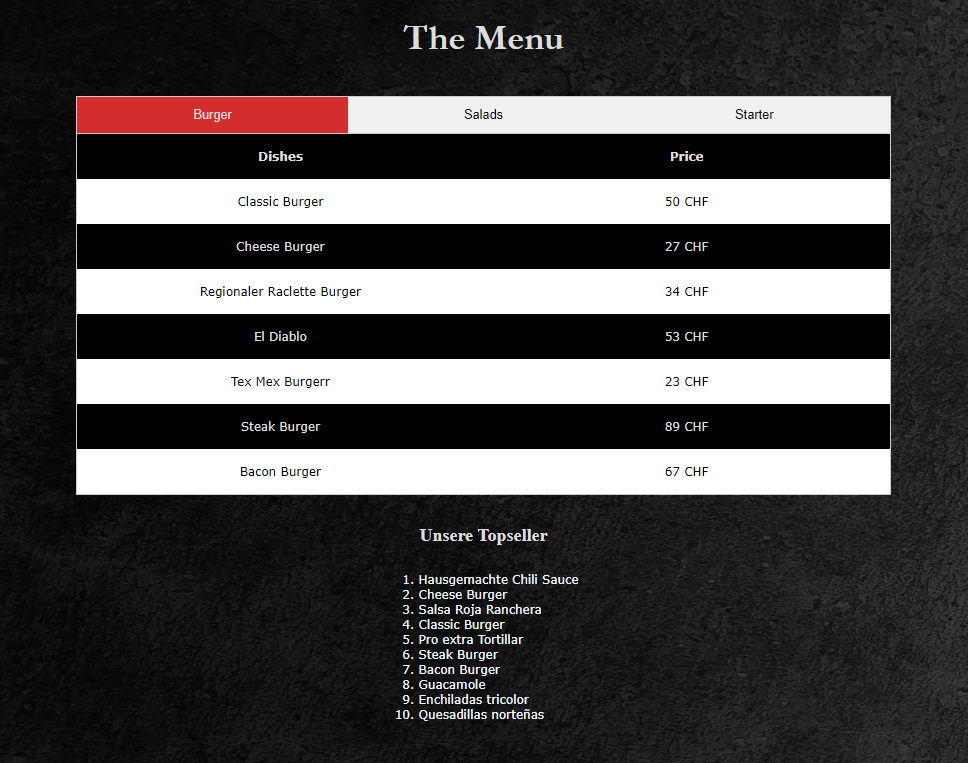 The Menu
Burger Salads Starter
Dishes Price
Classic Burger 50 CHF
Cheese Burger 27 CHF
Regionaler Raclette Burger 34 CHF
El Diablo 53 CHF
Tex Mex Burgerr 23 CHF
Steak Burger 89 CHF
Bacon Burger 67 CHF
Unsere Topseller
1. Hausgemachte Chili Sauce
2. Cheese Burger
3. Salsa Roja Ranchera
4. Classic Burger
5. Pro extra Tortillar
6. Steak Burger
7. Bacon Burger
8. Guacamole
9. Enchiladas tricolor
10. Quesadillas norteñas